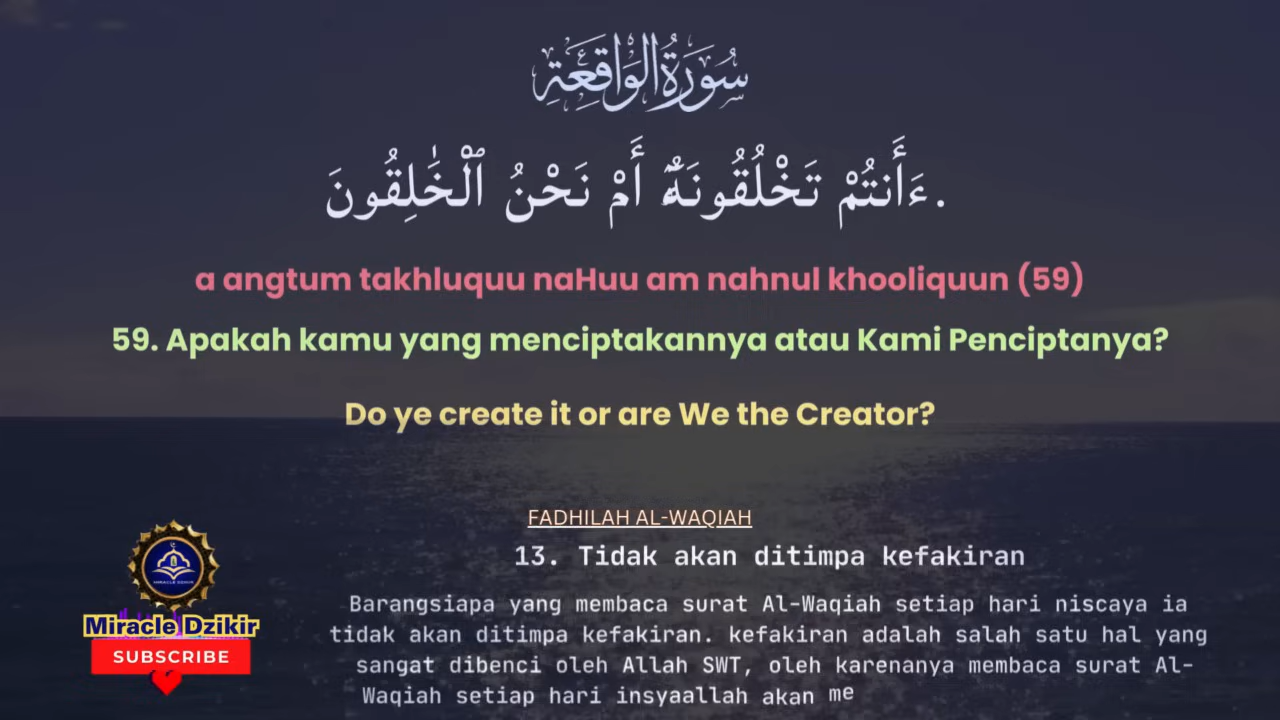 سُورَةُ الْوَاقِعَةِ
ءَأَنتُمْ تَخْلُقُونَهُۥٓ أَمْ نَحْنُ ٱلْخَٰلِقُونَ.
a angtum takhluquu naHuu am nahnul khooliquun (59)
59. Apakah kamu yang menciptakannya atau Kami Penciptanya?
Do ye create it or are We the Creator?
FADHILAH AL-WAQIAH
13. Tidak akan ditimpa kefakiran
Barangsiapa yang membaca surat Al-Waqiah setiap hari niscaya ia
tidak akan ditimpa kefakiran. kefakiran adalah salah satu hal yang
sangat dibenci oleh Allah SWT, oleh karenanya membaca surat Al-
Waqiah setiap hari insyaallah akan me
MIRACLE DZIKIR
Miracle Dzikir
SUBSCRIBE